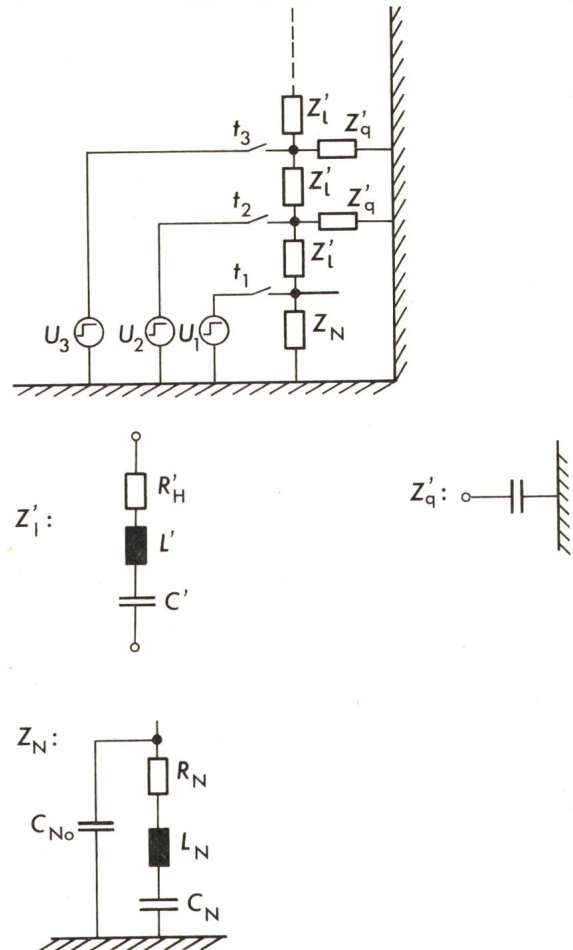 Z'l
t3
Z'q
Z'l
t2
Z'q
Z'l
t1
U3
U2
U1
ZN
R'H
Z'l:
L'
C'
Z'q:
ZN:
RN
CNo
LN
CN